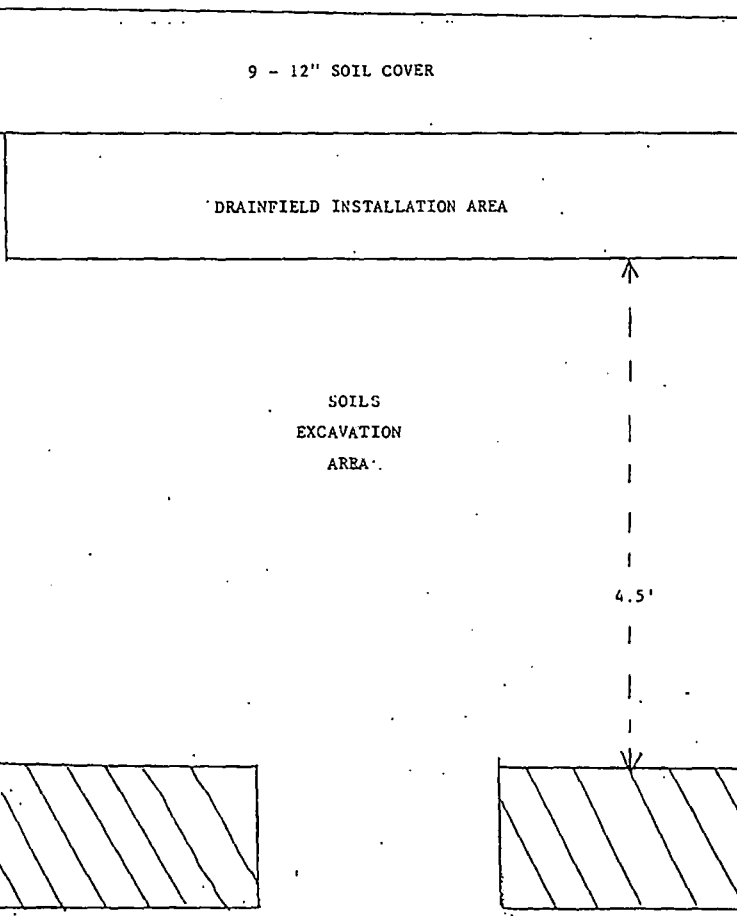 9 - 12" SOIL COVER
DRAINFIELD INSTALLATION AREA
SOILS
EXCAVATION
AREA
4.5'